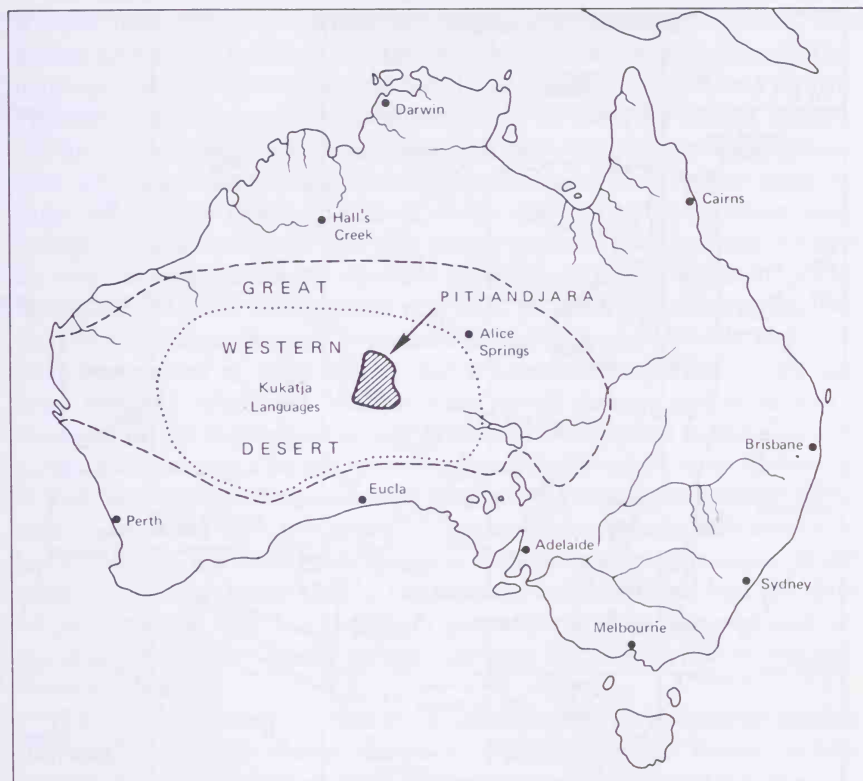 Darwin
Cairns
Hall's
Creek
GREAT
PITJANDJARA
Alice
Springs
WESTERN
Kukatja
Languages
DESERT
Brisbane
Eucla
Perth
Adelaide
Sydney
Melbourne